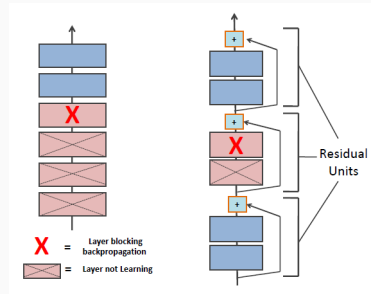 +
X
+
X
Residual
Units
+
X = Layer blocking
backpropagation
= Layer not Learning